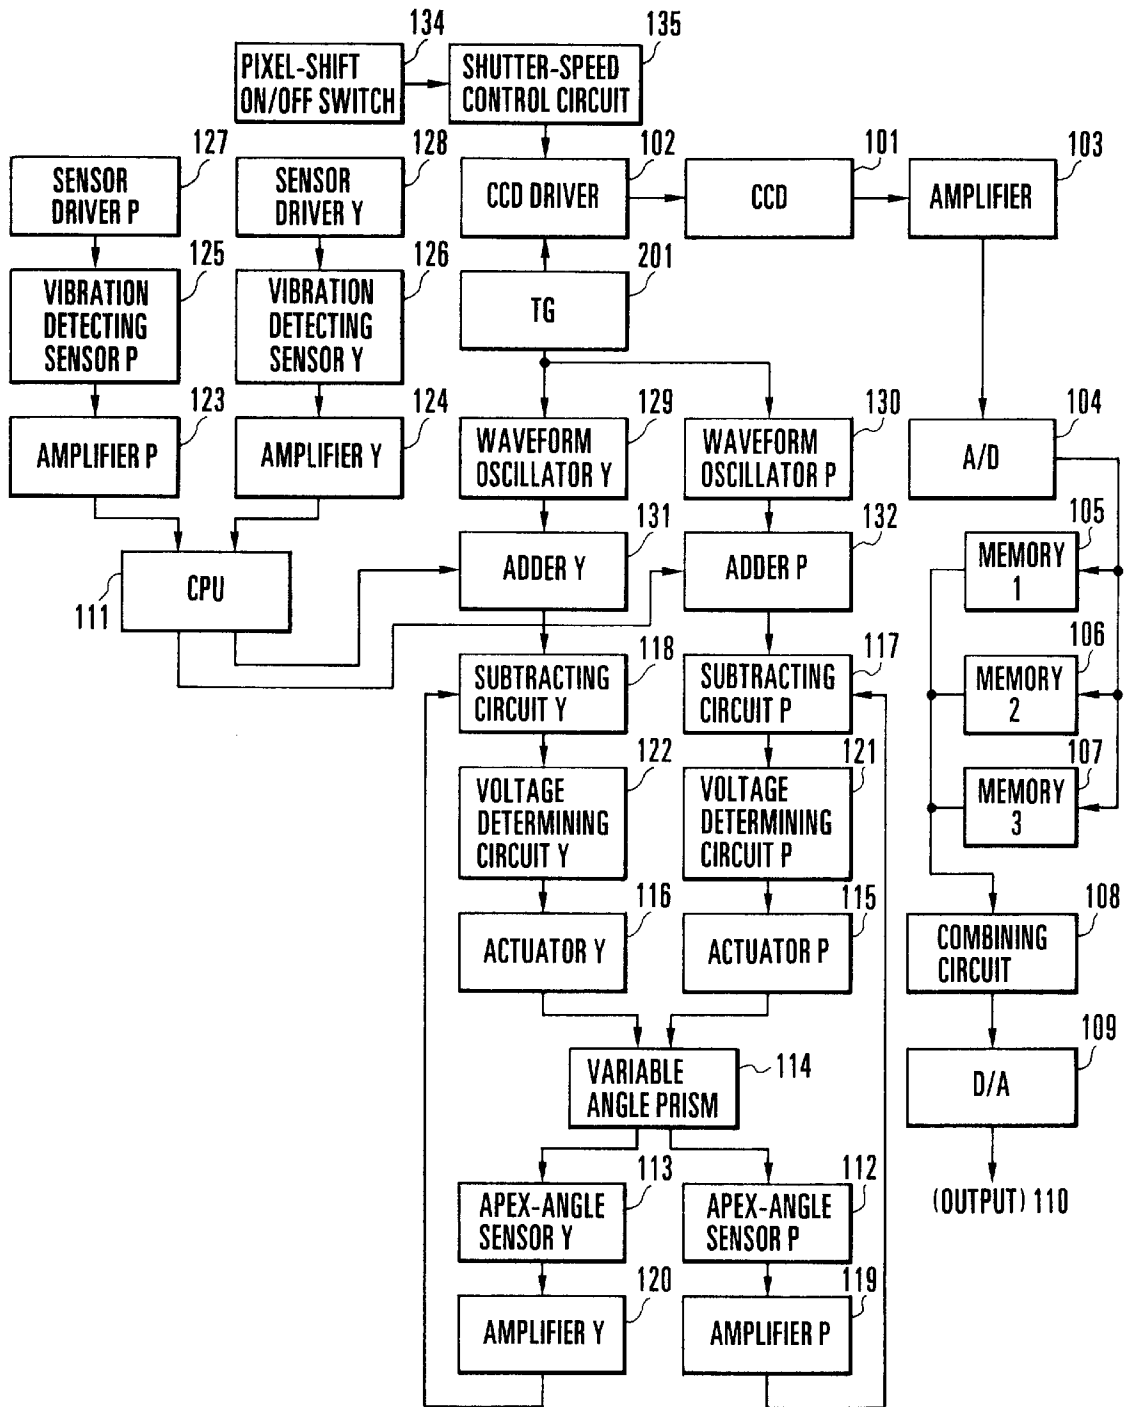 134
135
PIXEL-SHIFT
ON/OFF SWITCH
SHUTTER-SPEED
CONTROL CIRCUIT
127
128
102
101
103
SENSOR
DRIVER P
SENSOR
DRIVER Y
CCD DRIVER
CCD
AMPLIFIER
125
126
201
VIBRATION
DETECTING
SENSOR P
VIBRATION
DETECTING
SENSOR Y
TG
123
124
129
130
104
AMPLIFIER P
AMPLIFIER Y
WAVEFORM
OSCILLATOR Y
WAVEFORM
OSCILLATOR P
A/D
131
132
105
CPU
111
ADDER Y
ADDER P
MEMORY
1
118
117
106
SUBTRACTING
CIRCUIT Y
SUBTRACTING
CIRCUIT P
MEMORY
2
122
121
107
VOLTAGE
DETERMINING
CIRCUIT Y
VOLTAGE
DETERMINING
CIRCUIT P
MEMORY
3
116
115
108
ACTUATOR Y
ACTUATOR P
COMBINING
CIRCUIT
109
VARIABLE
ANGLE PRISM
114
D/A
113
112
APEX-ANGLE
SENSOR Y
APEX-ANGLE
SENSOR P
(OUTPUT) 110
120
119
AMPLIFIER Y
AMPLIFIER P